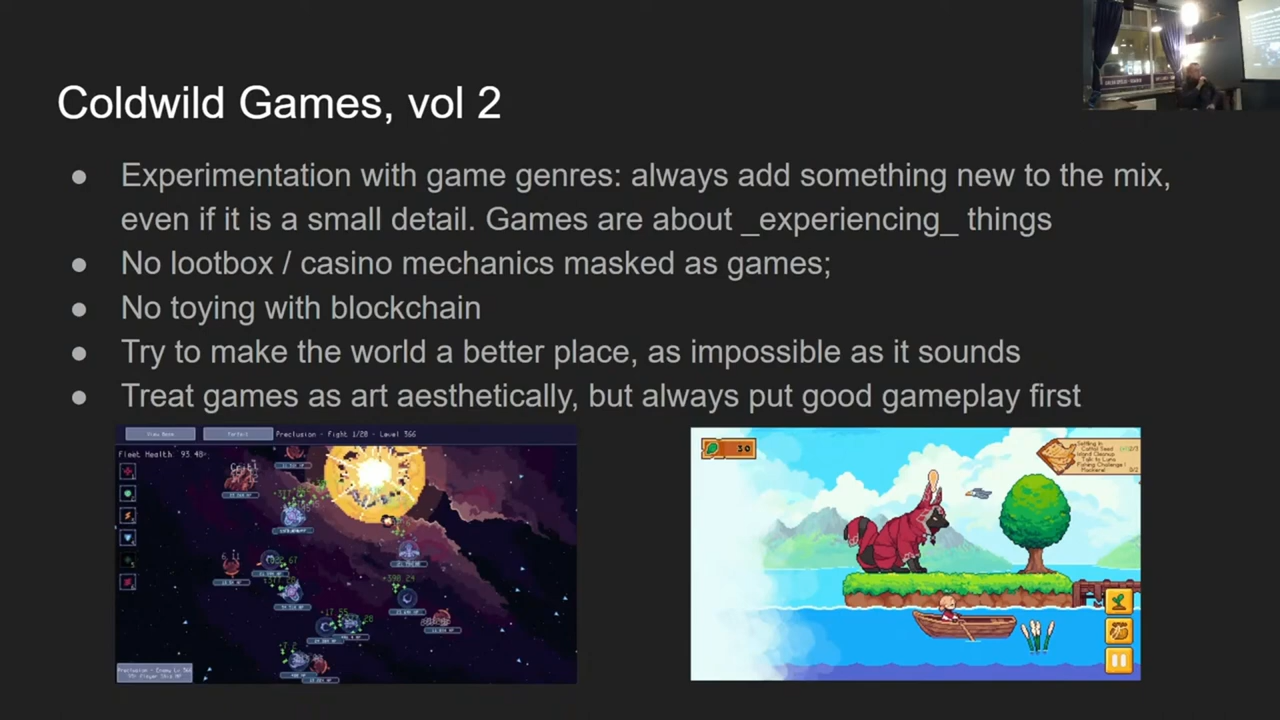 Coldwild Games, vol 2
● Experimentation with game genres: always add something new to the mix,
even if it is a small detail. Games are about _experiencing_ things
● No lootbox / casino mechanics masked as games;
● No toying with blockchain
● Try to make the world a better place, as impossible as it sounds
● Treat games as art aesthetically, but always put good gameplay first
Preclusion - Fight 1/20 - Level 366
Fleet Health 93.48
30